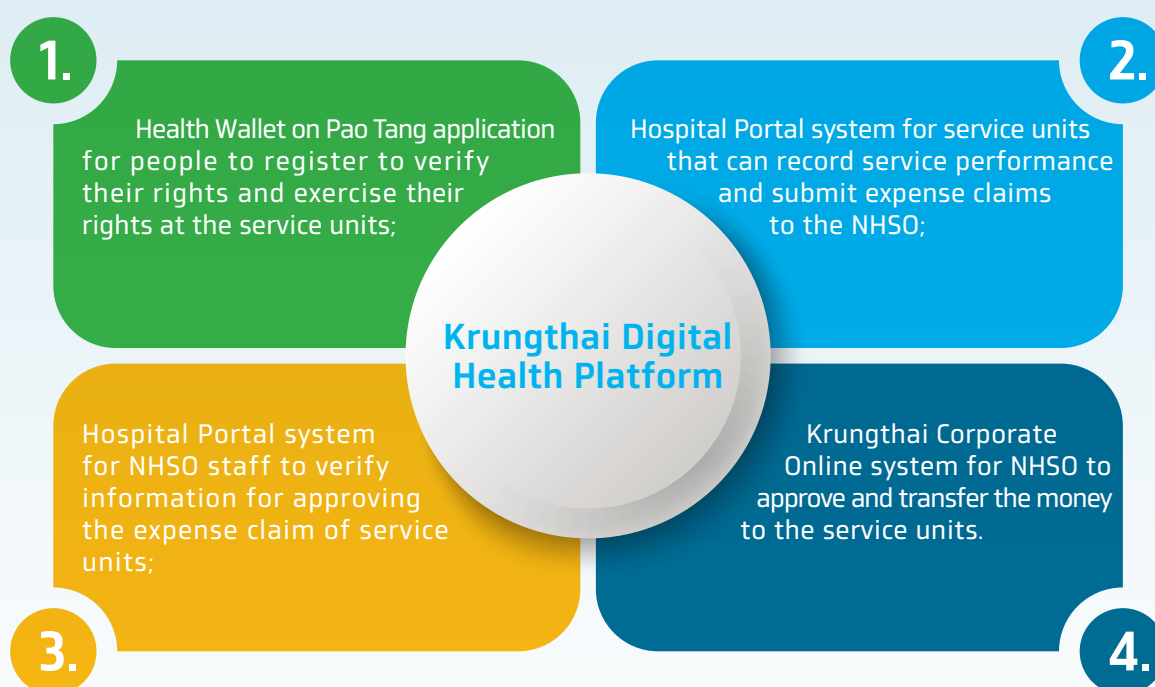 1.
Health Wallet on Pao Tang application
for people to register to verify
their rights and exercise their
rights at the service units;
2.
Hospital Portal system for service units
that can record service performance
and submit expense claims
to the NHSO;
Krungthai Digital
Health Platform
3.
Hospital Portal system
for NHSO staff to verify
information for approving
the expense claim of service
units;
4.
Krungthai Corporate
Online system for NHSO to
approve and transfer the money
to the service units.